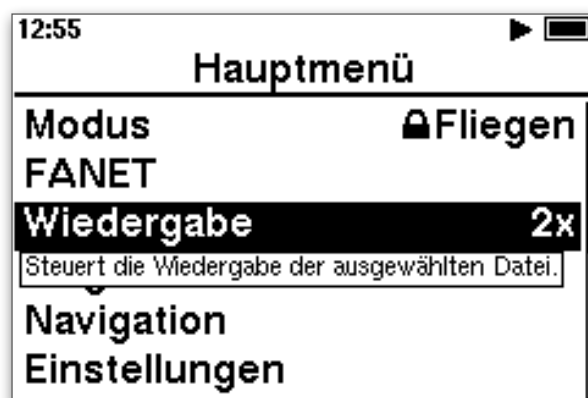 12:55
Hauptmenü
Modus Fliegen
FANET
Wiedergabe 2x
Steuert die Wiedergabe der ausgewählten Datei.
Navigation
Einstellungen